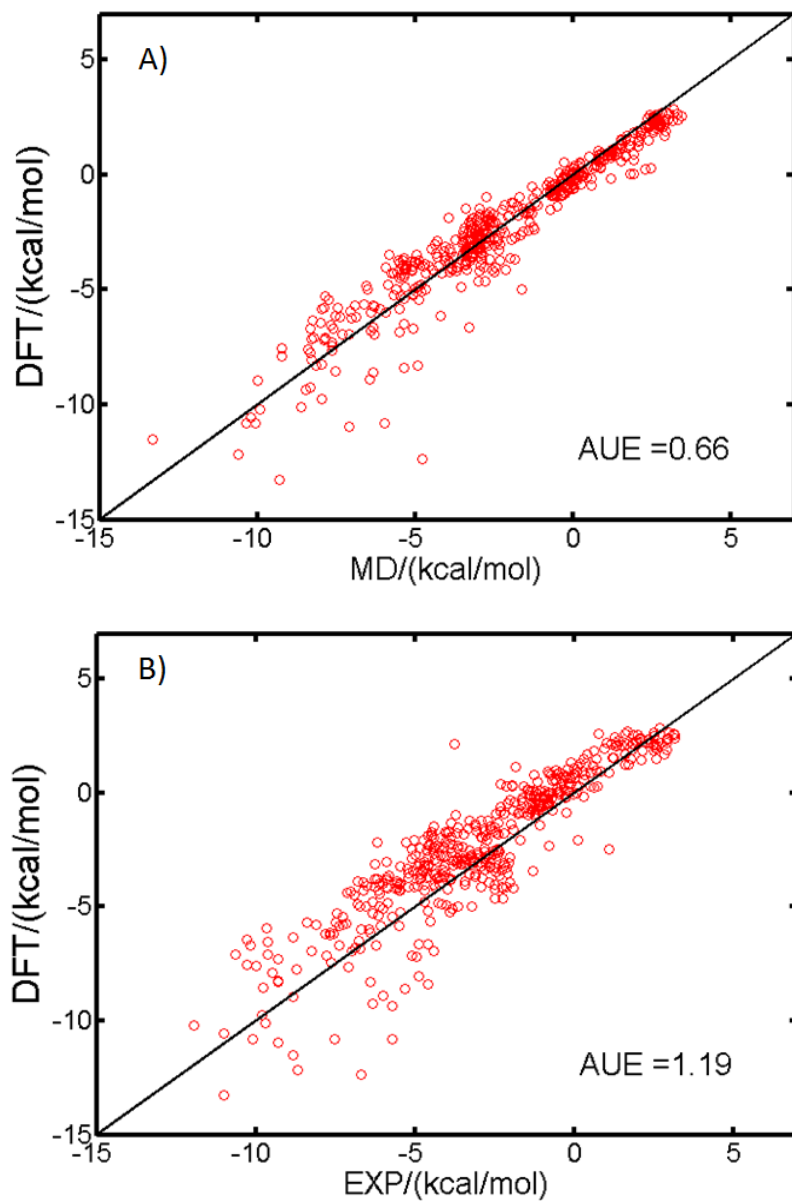 A)
5
0
-5
-10
-15
DFT/(kcal/mol)
AUE =0.66
-15 -10 -5 0 5
MD/(kcal/mol)
B)
5
0
-5
-10
-15
DFT/(kcal/mol)
AUE =1.19
-15 -10 -5 0 5
EXP/(kcal/mol)